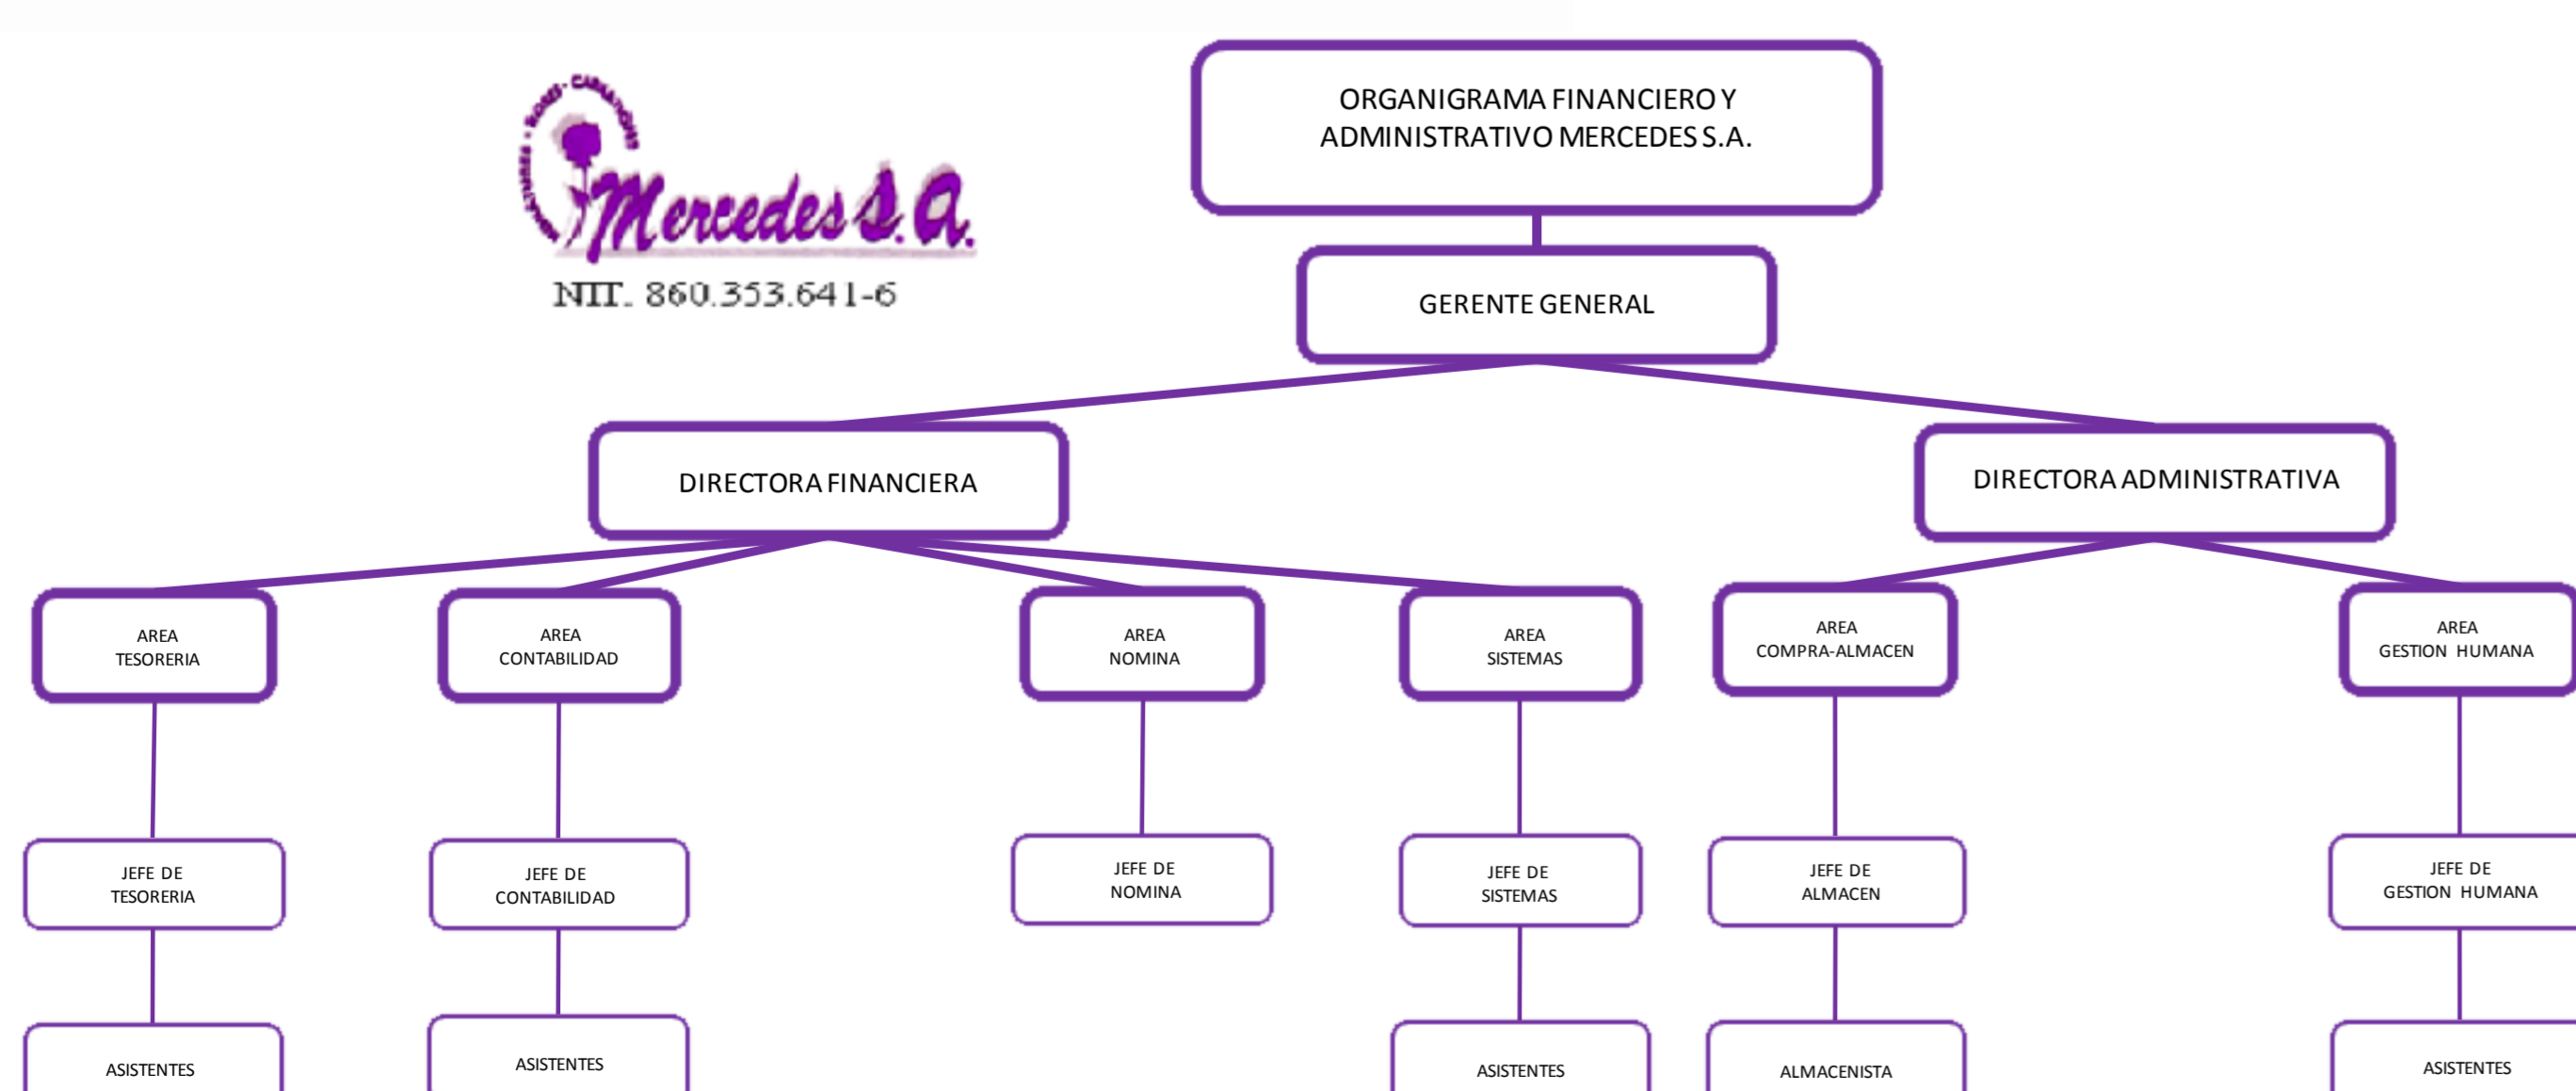 ORGANIGRAMA FINANCIERO Y
ADMINISTRATIVO MERCEDES S.A.
Mercedes S.A.
NIT. 860.353.641-6
GERENTE GENERAL
DIRECTORA FINANCIERA
DIRECTORA ADMINISTRATIVA
AREA
TESORERIA
AREA
CONTABILIDAD
AREA
NOMINA
AREA
SISTEMAS
AREA
COMPRA-ALMACEN
AREA
GESTION HUMANA
JEFE DE
TESORERIA
JEFE DE
CONTABILIDAD
JEFE DE
NOMINA
JEFE DE
SISTEMAS
JEFE DE
ALMACEN
JEFE DE
GESTION HUMANA
ASISTENTES
ASISTENTES
ASISTENTES
ALMACENISTA
ASISTENTES